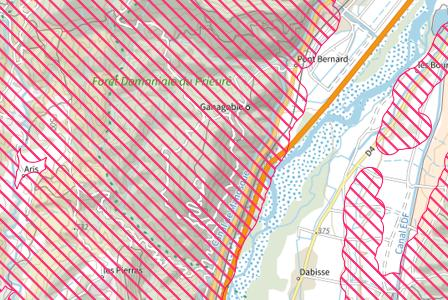 Pont Bernard
Forêt Domaniale du Prieuré
les Bour
Ganagobie
D4
Aris
Canal EDF
375
les Pierres
Dabisse